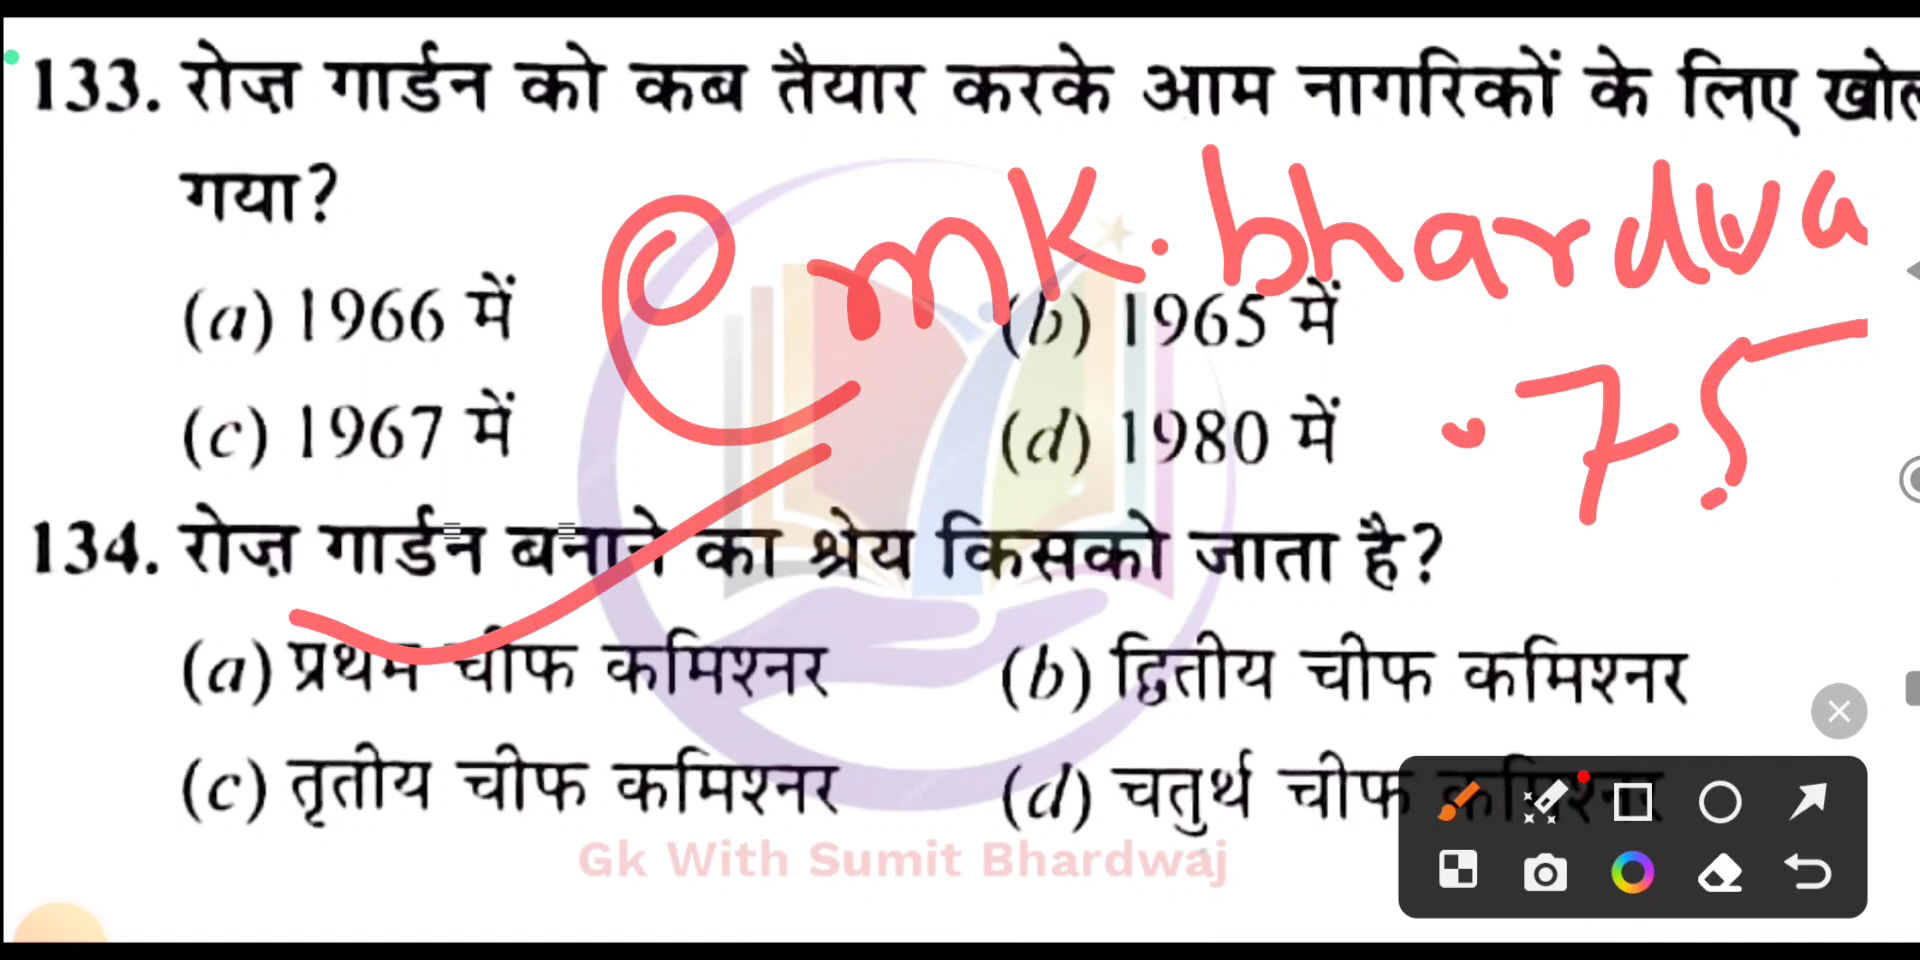 133. रोज़ गार्डन को कब तैयार करके आम नागरिकों के लिए
गया?
@mk.bhardwa
(a) 1966 में (b) 1965 में
(c) 1967 में (d) 1980 में
.75
134. रोज़ गार्डन बनाने का श्रेय किसको जाता है?
(a) प्रथम चीफ कमिश्नर (b) द्वितीय चीफ कमिश्नर
(c) तृतीय चीफ कमिश्नर (d) चतुर्थ चीफ कमिश्नर
Gk With Sumit Bhardwaj